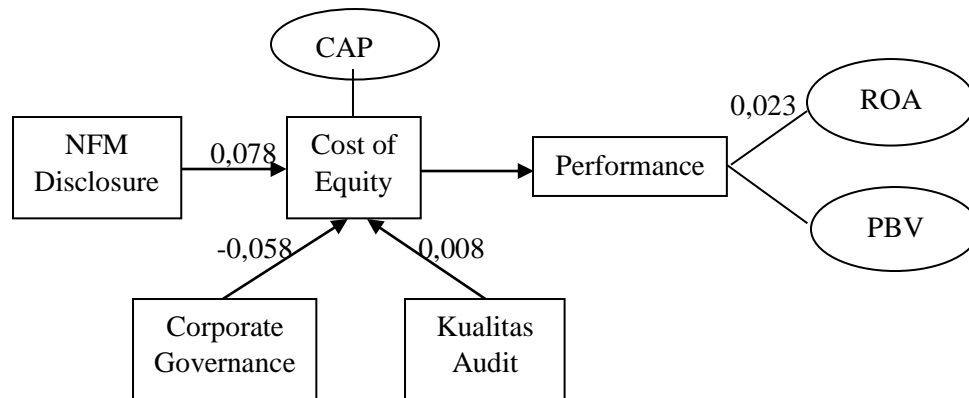 CAP
ROA
0,023
NFM
Disclosure
0,078
Cost of
Equity
Performance
PBV
-0,058
0,008
Corporate
Governance
Kualitas
Audit